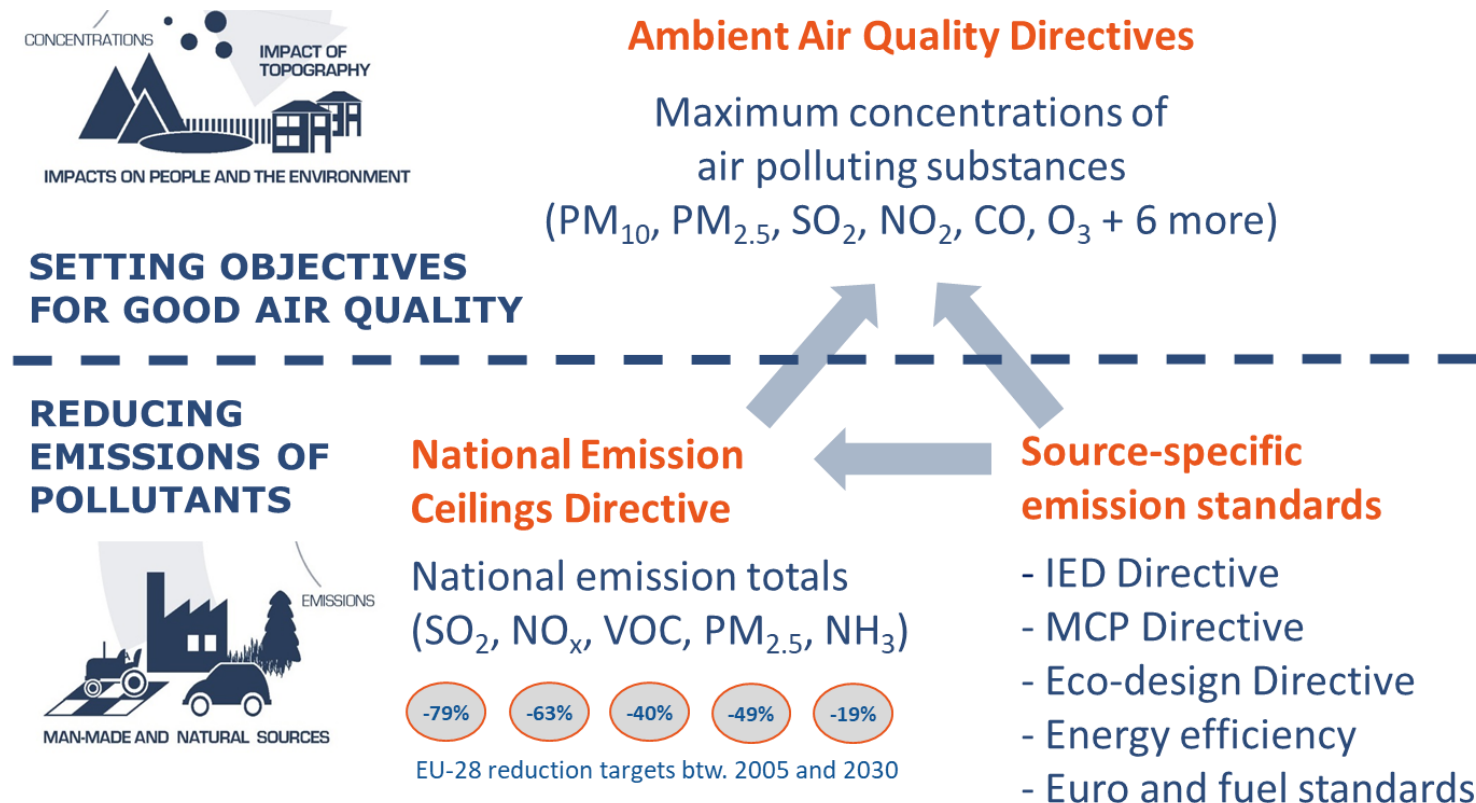 CONCENTRATIONS
IMPACT OF
TOPOGRAPHY
IMPACTS ON PEOPLE AND THE ENVIRONMENT
SETTING OBJECTIVES
FOR GOOD AIR QUALITY
Ambient Air Quality Directives
Maximum concentrations of
air polluting substances
(PM₁₀, PM₂.₅, SO₂, NO₂, CO, O₃ + 6 more)
REDUCING
EMISSIONS OF
POLLUTANTS
EMISSIONS
MAN-MADE AND NATURAL SOURCES
National Emission
Ceilings Directive
National emission totals
(SO₂, NOₓ, VOC, PM₂.₅, NH₃)
-79% -63% -40% -49% -19%
EU-28 reduction targets btw. 2005 and 2030
Source-specific
emission standards
- IED Directive
- MCP Directive
- Eco-design Directive
- Energy efficiency
- Euro and fuel standards